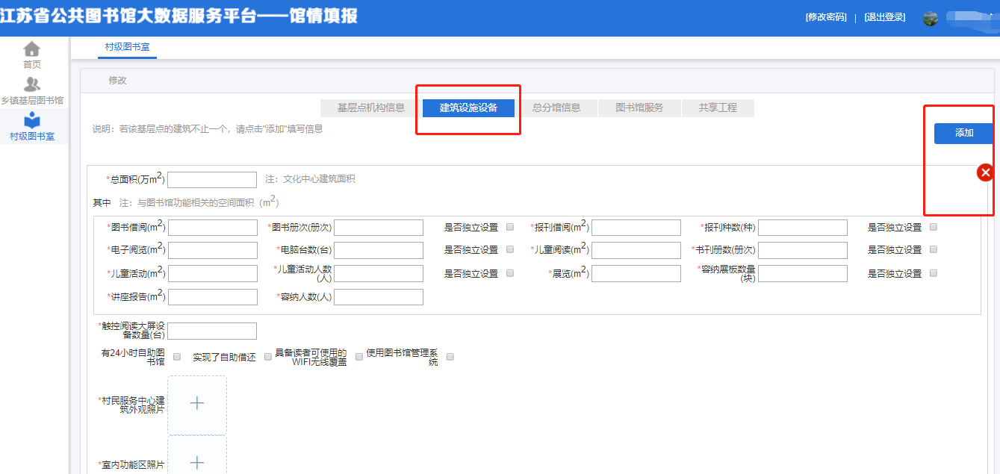 江苏省公共图书馆大数据服务平台——馆情填报
[修改密码] | [退出登录]
首页
乡镇基层图书馆
村级图书室
村级图书室
修改
基层点机构信息 建筑设施设备 总分馆信息 图书馆服务 共享工程
说明：若该基层点的建筑不止一个，请点击"添加"填写信息
添加
*总面积(万m2) 注：文化中心建筑面积
其中 注：与图书馆功能相关的空间面积（m2）
*图书借阅(m2) *图书册次(册次) 是否独立设置 *报刊借阅(m2) *报刊种数(种) 是否独立设置
*电子阅览(m2) *电脑台数(台) 是否独立设置 *儿童阅读(m2) *书刊册数(册次) 是否独立设置
*儿童活动(m2) *儿童活动人数(人) 是否独立设置 *展览(m2) *容纳展板数量(块) 是否独立设置
*讲座报告(m2) *容纳人数(人)
*触控阅读大屏设
备数量(台)
有24小时自助图书馆 实现了自助借还 具备读者可使用的WIFI无线覆盖 使用图书馆管理系统
*村民服务中心建
筑外观照片
*室内功能区照片